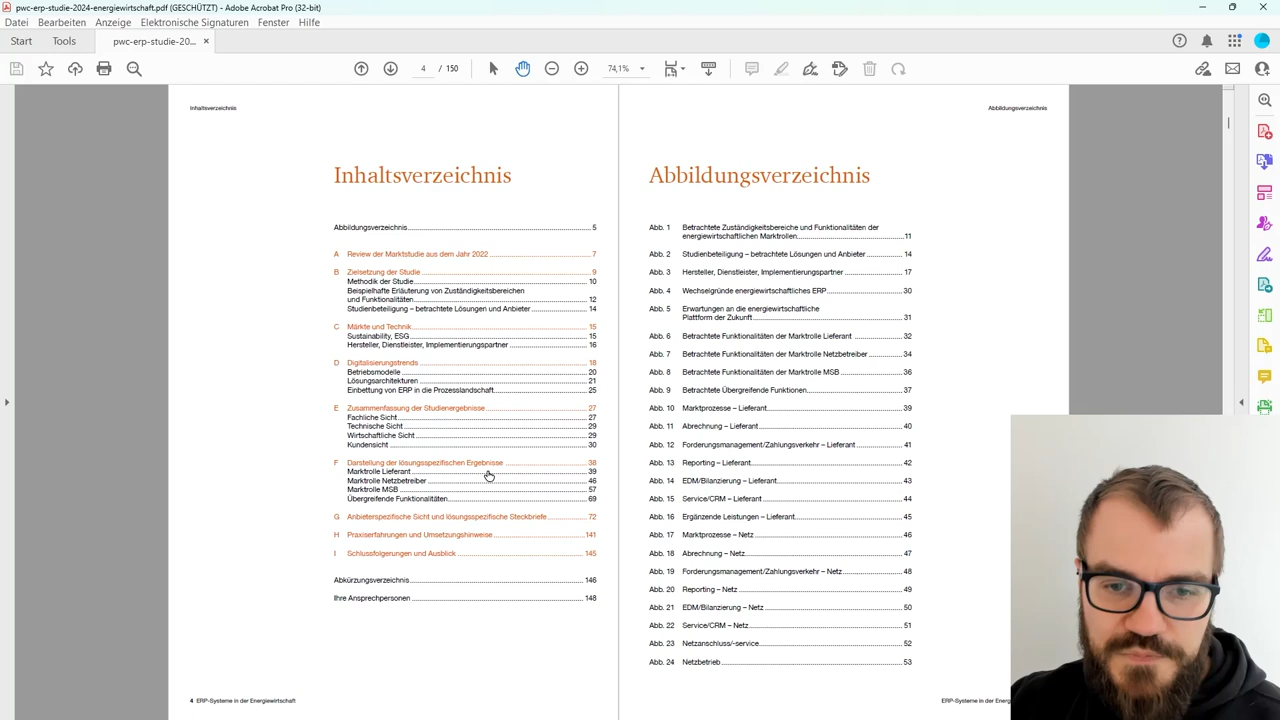 pwc-erp-studie-2024-energiewirtschaft.pdf (GESCHÜTZT) - Adobe Acrobat Pro (32-bit)
Datei Bearbeiten Anzeige Elektronische Signaturen Fenster Hilfe
Start Tools pwc-erp-studie-20... ×
4 / 150 74,1%
Inhaltsverzeichnis
Inhaltsverzeichnis
Abbildungsverzeichnis 5
A Review der Marktstudie aus dem Jahr 2022 7
B Zielsetzung der Studie 9
Methodik der Studie 10
Beispielhafte Erläuterung von Zuständigkeitsbereichen
und Funktionalitäten 12
Studienbeteiligung – betrachtete Lösungen und Anbieter 14
C Märkte und Technik 15
Sustainability, ESG 15
Hersteller, Dienstleister, Implementierungspartner 16
D Digitalisierungstrends 18
Betriebsmodelle 20
Lösungsarchitekturen 21
Einbettung von ERP in die Prozesslandschaft 25
E Zusammenfassung der Studienergebnisse 27
Fachliche Sicht 27
Technische Sicht 29
Wirtschaftliche Sicht 29
Kundensicht 30
F Darstellung der lösungsspezifischen Ergebnisse 38
Marktrolle Lieferant 39
Marktrolle Netzbetreiber 46
Marktrolle MSB 57
Übergreifende Funktionalitäten 69
G Anbieterspezifische Sicht und lösungsspezifische Steckbriefe 72
H Praxiserfahrungen und Umsetzungshinweise 141
I Schlussfolgerungen und Ausblick 145
Abkürzungsverzeichnis 146
Ihre Ansprechpersonen 148
4 ERP-Systeme in der Energiewirtschaft
Abbildungsverzeichnis
Abbildungsverzeichnis
Abb. 1 Betrachtete Zuständigkeitsbereiche und Funktionalitäten der
energiewirtschaftlichen Marktrollen 11
Abb. 2 Studienbeteiligung – betrachtete Lösungen und Anbieter 14
Abb. 3 Hersteller, Dienstleister, Implementierungspartner 17
Abb. 4 Wechselgründe energiewirtschaftliches ERP 30
Abb. 5 Erwartungen an die energiewirtschaftliche
Plattform der Zukunft 31
Abb. 6 Betrachtete Funktionalitäten der Marktrolle Lieferant 32
Abb. 7 Betrachtete Funktionalitäten der Marktrolle Netzbetreiber 34
Abb. 8 Betrachtete Funktionalitäten der Marktrolle MSB 36
Abb. 9 Betrachtete Übergreifende Funktionen 37
Abb. 10 Marktprozesse – Lieferant 39
Abb. 11 Abrechnung – Lieferant 40
Abb. 12 Forderungsmanagement/Zahlungsverkehr – Lieferant 41
Abb. 13 Reporting – Lieferant 42
Abb. 14 EDM/Bilanzierung – Lieferant 43
Abb. 15 Service/CRM – Lieferant 44
Abb. 16 Ergänzende Leistungen – Lieferant 45
Abb. 17 Marktprozesse – Netz 46
Abb. 18 Abrechnung – Netz 47
Abb. 19 Forderungsmanagement/Zahlungsverkehr – Netz 48
Abb. 20 Reporting – Netz 49
Abb. 21 EDM/Bilanzierung – Netz 50
Abb. 22 Service/CRM – Netz 51
Abb. 23 Netzanschluss/-service 52
Abb. 24 Netzbetrieb 53
ERP-Systeme in der